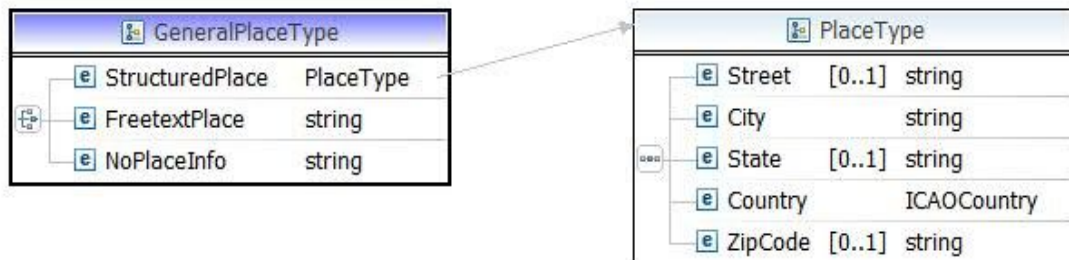 GeneralPlaceType
e StructuredPlace PlaceType
e FreetextPlace string
e NoPlaceInfo string
PlaceType
e Street [0..1] string
e City string
e State [0..1] string
e Country ICAOCountry
e ZipCode [0..1] string